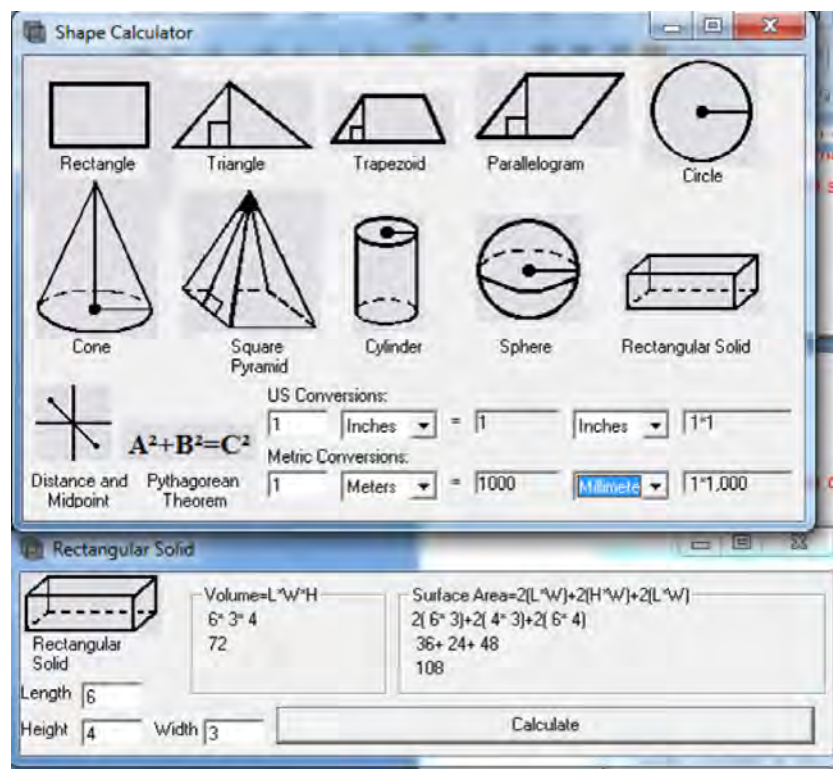 Shape Calculator
Rectangle
Triangle
Trapezoid
Parallelogram
Circle
Cone
Square
Pyramid
Cylinder
Sphere
Rectangular Solid
US Conversions:
1 Inches = 1 Inches 1*1
A²+B²=C²
Metric Conversions:
Distance and
Midpoint
Pythagorean
Theorem
1 Meters = 1000 Millimete 1*1,000
Rectangular Solid
Rectangular
Solid
Volume=L*W*H
6* 3* 4
72
Surface Area=2(L*W)+2(H*W)+2(L*W)
2( 6* 3)+2( 4* 3)+2( 6* 4)
36+ 24+ 48
108
Length 6
Height 4 Width 3
Calculate